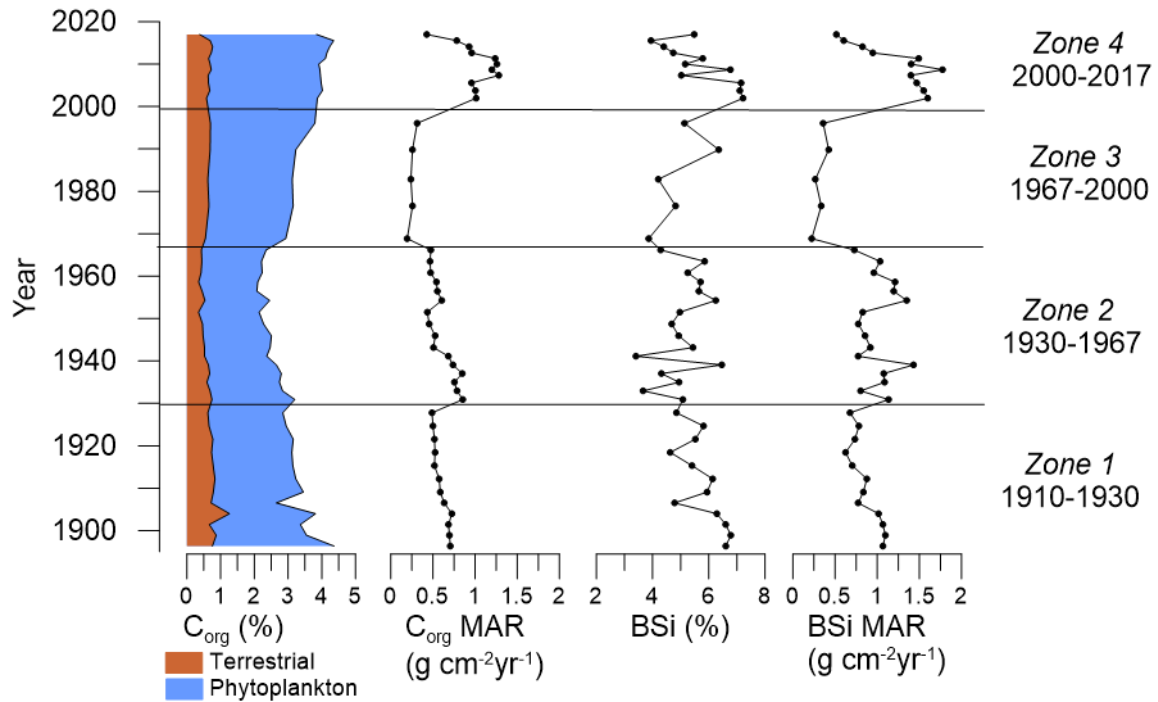 2020
2000
1980
1960
1940
1920
1900
Year
Zone 4
2000-2017
Zone 3
1967-2000
Zone 2
1930-1967
Zone 1
1910-1930
0 1 2 3 4 5
0 0.5 1 1.5 2
2 4 6 8
0 0.5 1 1.5 2
Corg (%)
Corg MAR
(g cm-2yr-1)
BSi (%)
BSi MAR
(g cm-2yr-1)
Terrestrial
Phytoplankton